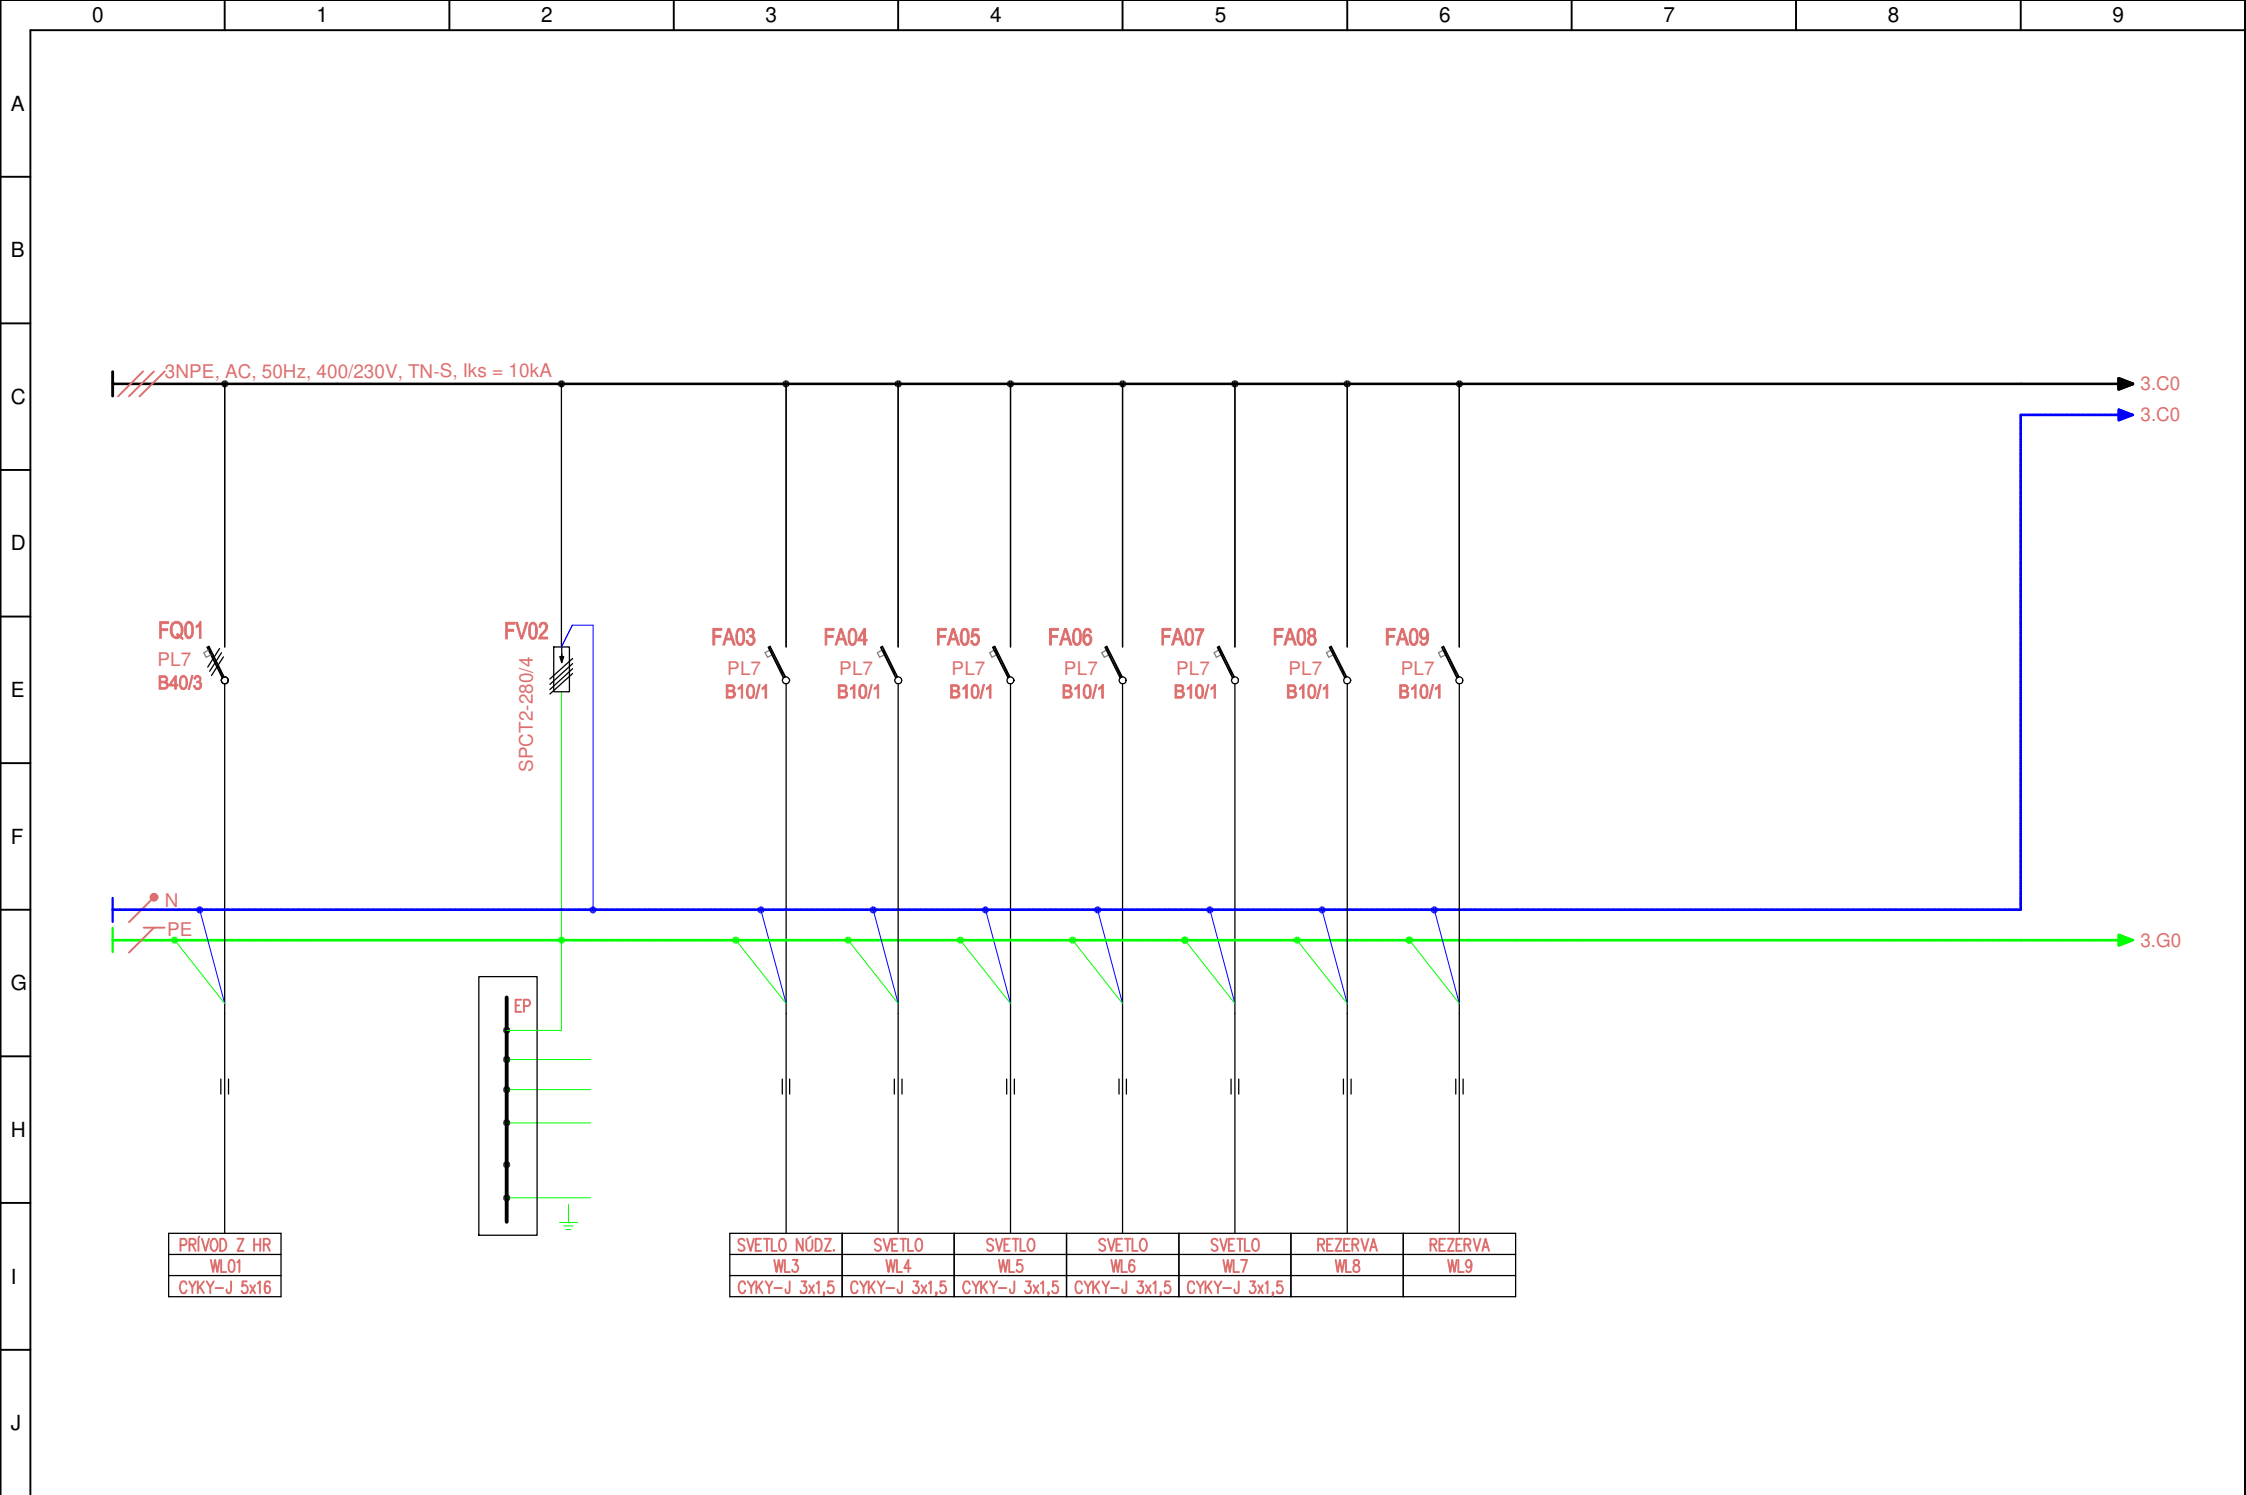 0 1 2 3 4 5 6 7 8 9
A
B
C
D
E
F
G
H
I
J
3NPE, AC, 50Hz, 400/230V, TN-S, Iks = 10kA
3.C0
3.C0
FQ01
PL7
B40/3
FV02
SPCT2-280/4
FA03
PL7
B10/1
FA04
PL7
B10/1
FA05
PL7
B10/1
FA06
PL7
B10/1
FA07
PL7
B10/1
FA08
PL7
B10/1
FA09
PL7
B10/1
N
PE
3.G0
EP
PRÍVOD Z HR
WL01
CYKY-J 5x16
SVETLO NÚDZ. SVETLO SVETLO SVETLO SVETLO REZERVA REZERVA
WL3 WL4 WL5 WL6 WL7 WL8 WL9
CYKY-J 3x1,5 CYKY-J 3x1,5 CYKY-J 3x1,5 CYKY-J 3x1,5 CYKY-J 3x1,5